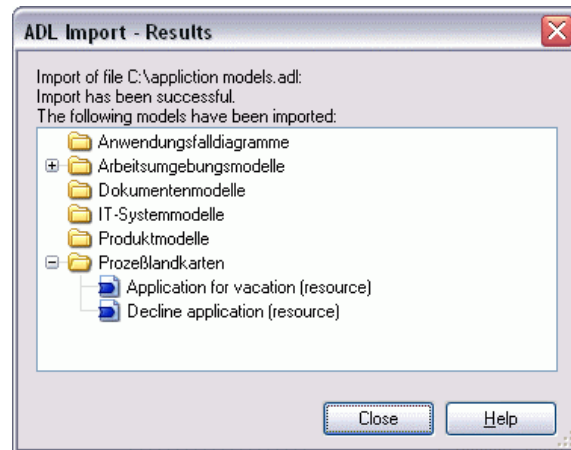 ADL Import - Results
Import of file C:\appliction models.adl:
Import has been successful.
The following models have been imported:
Anwendungsfalldiagramme
Arbeitsumgebungsmodelle
Dokumentenmodelle
IT-Systemmodelle
Produktmodelle
Prozeßlandkarten
Application for vacation (resource)
Decline application (resource)
Close Help